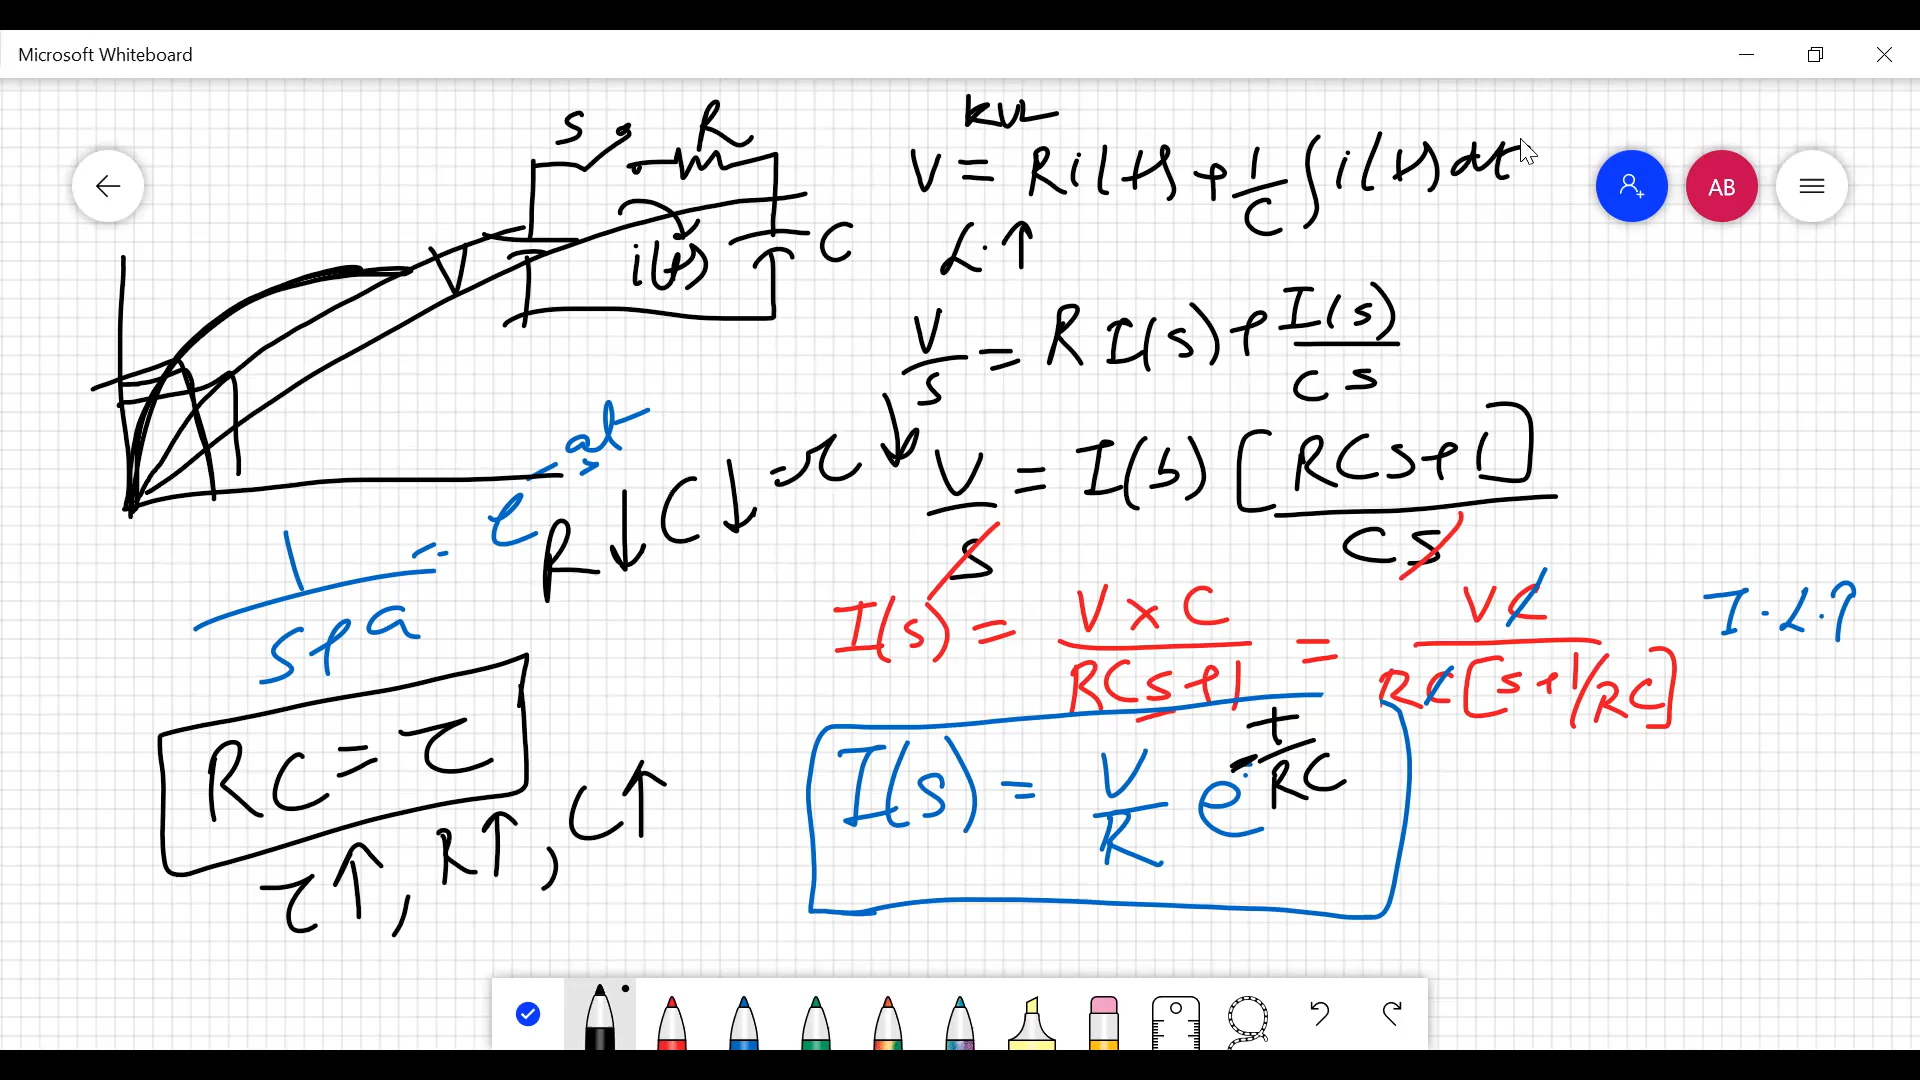 Microsoft Whiteboard
AB
S R
V i(t) C
KVL
V = Ri(t) + 1/C ∫ i(t) dt
L.↑
V/s = R I(s) + I(s)/Cs
V/s = I(s) [RCs+1]/Cs
I(s) = V×C/RCs+1 = VC/RC[s+1/RC]
I.L.↑
I(s) = V/R e^-t/RC
1/s+a = e^-at
R↓ C↓ = τ ↓
RC = τ
τ↑, R↑, C↑